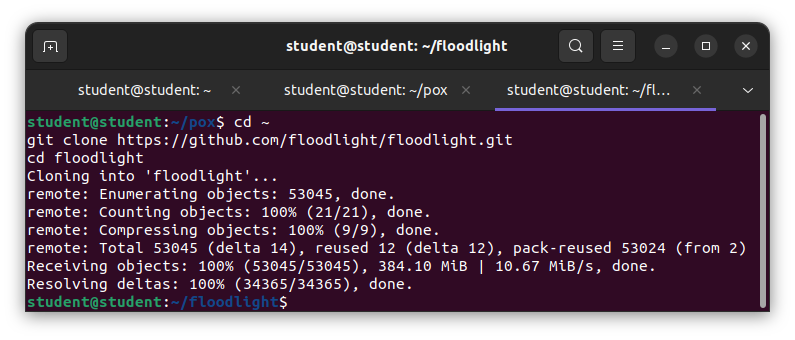 student@student: ~/floodlight
student@student: ~
student@student: ~/pox
student@student: ~/fl...
student@student:~/pox$ cd ~
git clone https://github.com/floodlight/floodlight.git
cd floodlight
Cloning into 'floodlight'...
remote: Enumerating objects: 53045, done.
remote: Counting objects: 100% (21/21), done.
remote: Compressing objects: 100% (9/9), done.
remote: Total 53045 (delta 14), reused 12 (delta 12), pack-reused 53024 (from 2)
Receiving objects: 100% (53045/53045), 384.10 MiB | 10.67 MiB/s, done.
Resolving deltas: 100% (34365/34365), done.
student@student:~/floodlight$